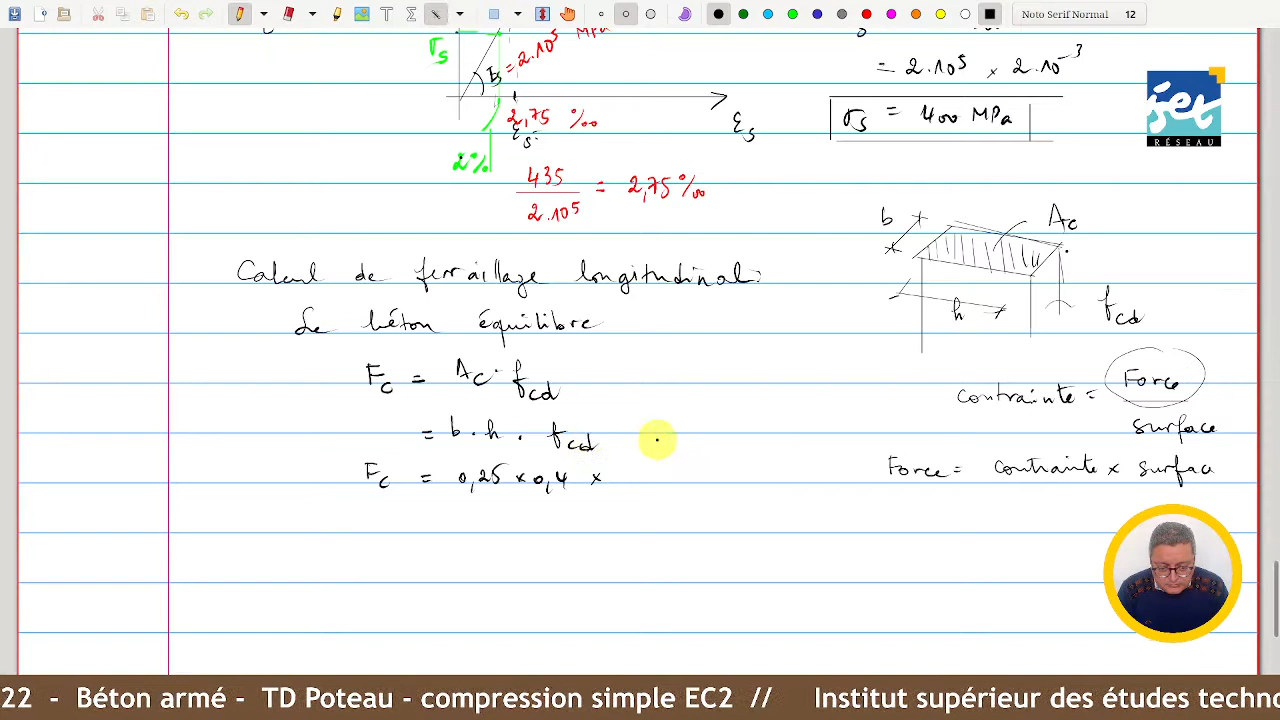 Noto Serif Normal 12
σs
Es = 2.10⁵ MPa
= 2.10⁵ × 2.10⁻³
σs = 400 MPa
2,75 ‰
εs
εs
2‰
435 / 2.10⁵ = 2,75 ‰
b
Ac
h
fcd
Calcul de ferraillage longitudinal:
Le béton équilibre
Fc = Ac . fcd
= b . h . fcd
Fc = 0,25 × 0,4 ×
contrainte = Force / surface
Force = contrainte × surface
iset
RÉSEAU
22 - Béton armé - TD Poteau - compression simple EC2 // Institut supérieur des études techno